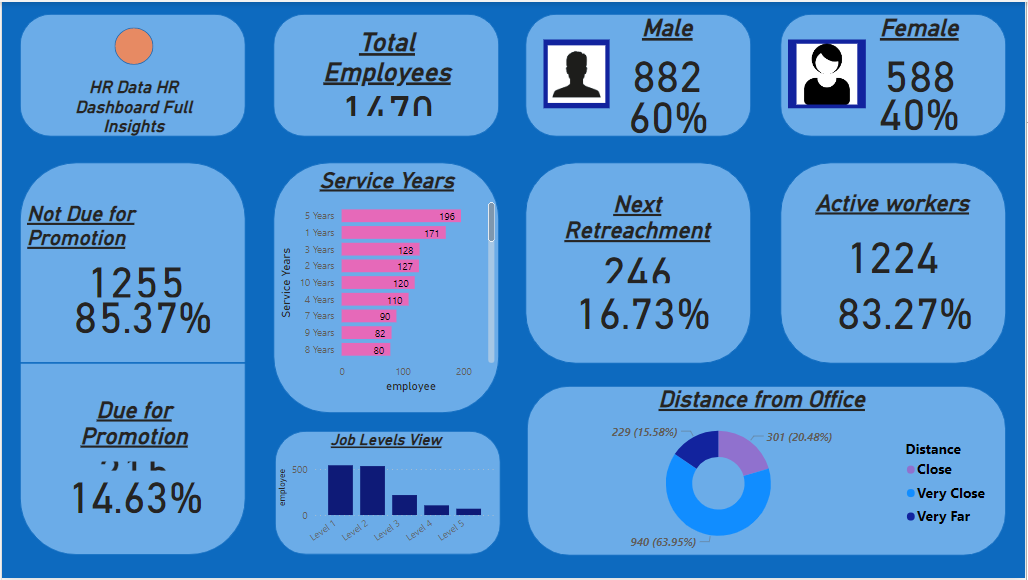 HR Data HR
Dashboard Full
Insights
Total
Employees
1470
Male
882
60%
Female
588
40%
Not Due for
Promotion
1255
85.37%
Due for
Promotion
14.63%
Service Years
Service Years
5 Years 196
1 Years 171
3 Years 128
2 Years 127
10 Years 120
4 Years 110
7 Years 90
9 Years 82
8 Years 80
0 100 200
employee
Next
Retreachment
246
16.73%
Active workers
1224
83.27%
Job Levels View
employee
500
0
Level 1 Level 2 Level 3 Level 4 Level 5
Distance from Office
229 (15.58%)
301 (20.48%)
940 (63.95%)
Distance
Close
Very Close
Very Far